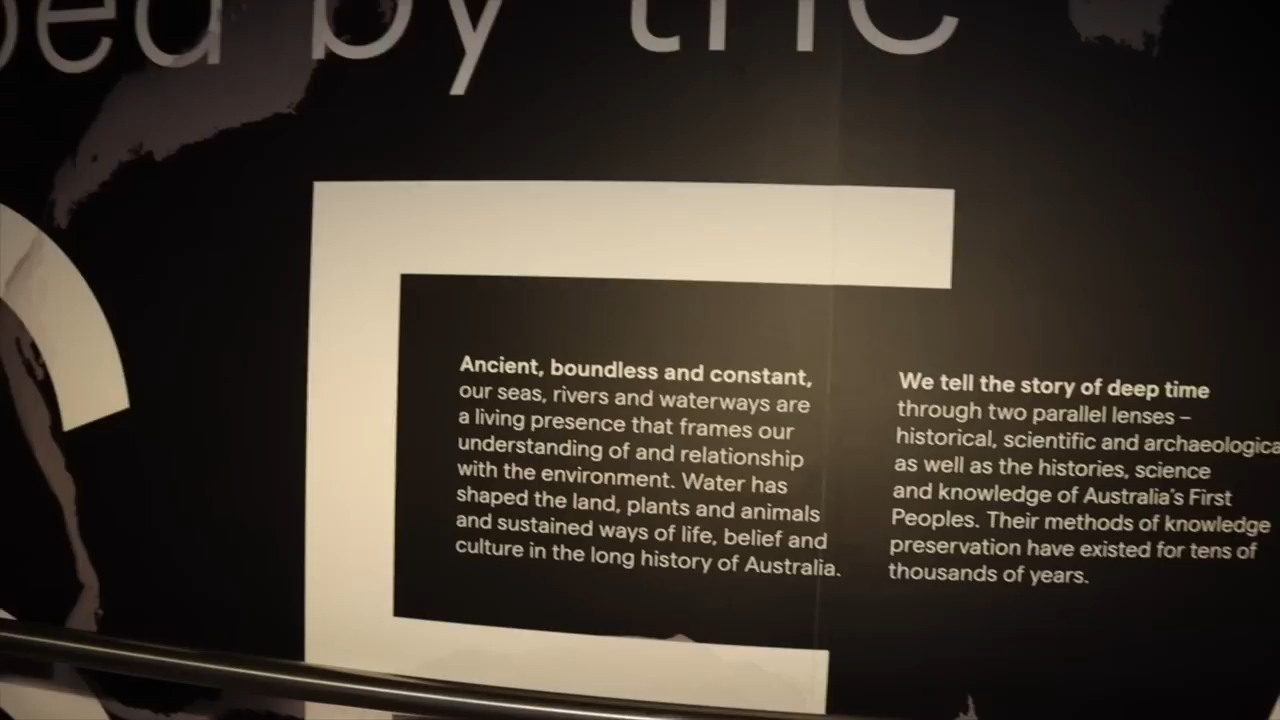 by the
Ancient, boundless and constant,
our seas, rivers and waterways are
a living presence that frames our
understanding of and relationship
with the environment. Water has
shaped the land, plants and animals
and sustained ways of life, belief and
culture in the long history of Australia.
We tell the story of deep time
through two parallel lenses –
historical, scientific and
as well as the histories, science
and knowledge of Australia's First
Peoples. Their methods of knowledge
preservation have existed for tens of
thousands of years.